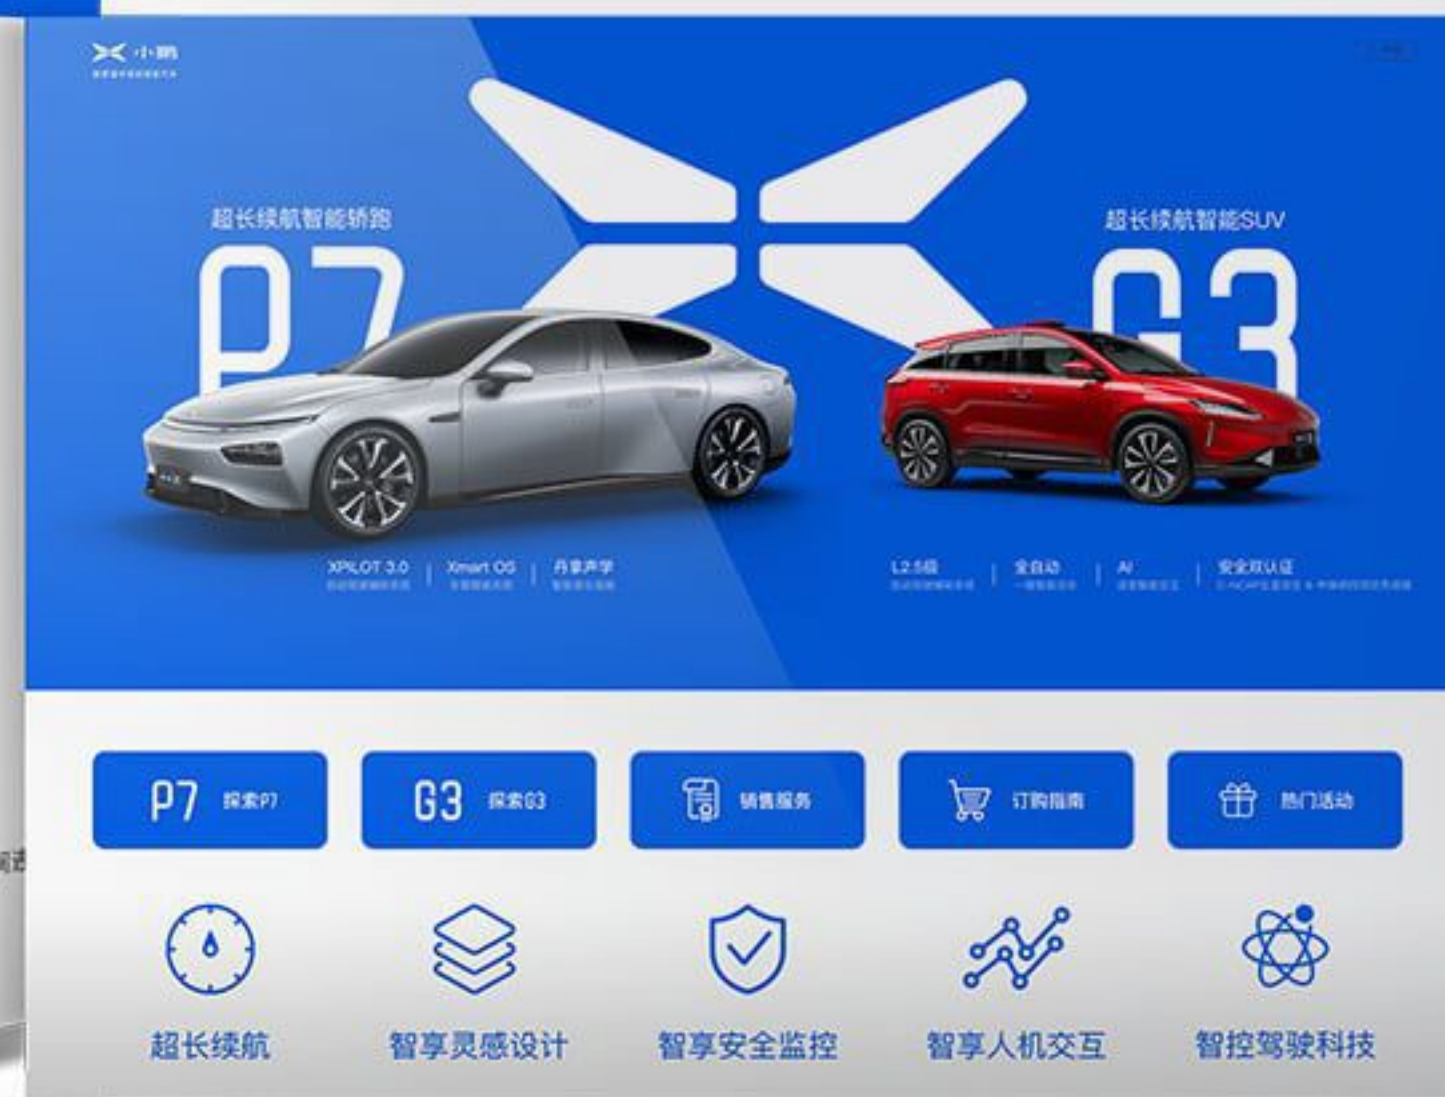 小鹏
超长续航智能轿跑
P7
超长续航智能SUV
G3
XPILOT 3.0
Xmart OS
丹拿声学
L2.5级
全自动
AI
安全双认证
P7 探索P7
G3 探索G3
销售服务
订购指南
热门活动
超长续航
智享灵感设计
智享安全监控
智享人机交互
智控驾驶科技